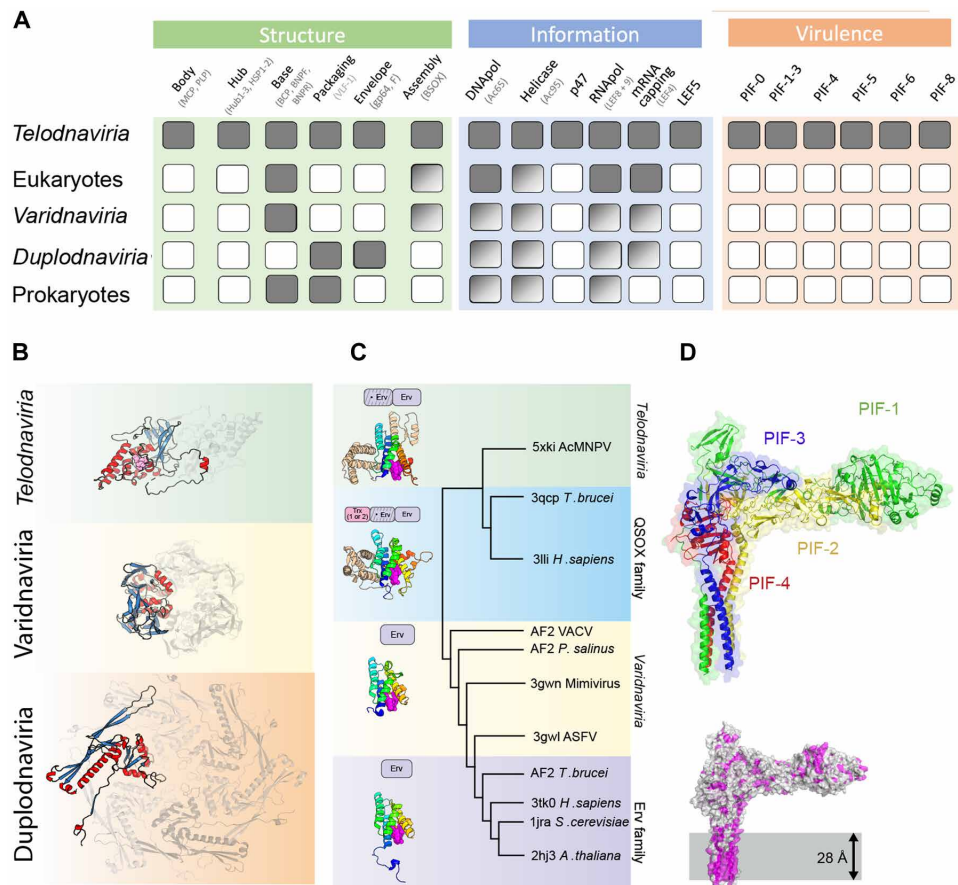 A
Structure
Information
Virulence
Body
(MCP, PLP)
Hub
(Hub1-3, HSP1-2)
Base
(BCP, BNPF,
BNPR)
Packaging
(VLF-1)
Envelope
(gp64, F)
Assembly
(BSOX)
DNApol
(Ac65)
Helicase
(Ac95)
p47
RNApol
(LEF8 + 9)
mRNA
capping
(LEF4)
LEF5
PIF-0
PIF-1-3
PIF-4
PIF-5
PIF-6
PIF-8
Telodnaviria
Eukaryotes
Varidnaviria
Duplodnaviria
Prokaryotes
B
Telodnaviria
Varidnaviria
Duplodnaviria
C
* Erv Erv
Trx
(1 or 2)
* Erv Erv
Erv
Erv
5xki AcMNPV
3qcp T.brucei
3lli H.sapiens
AF2 VACV
AF2 P. salinus
3gwn Mimivirus
3gwl ASFV
AF2 T.brucei
3tk0 H.sapiens
1jra S.cerevisiae
2hj3 A.thaliana
Telodnaviria
QSOX family
Varidnaviria
Erv family
D
PIF-1
PIF-3
PIF-2
PIF-4
28 Å